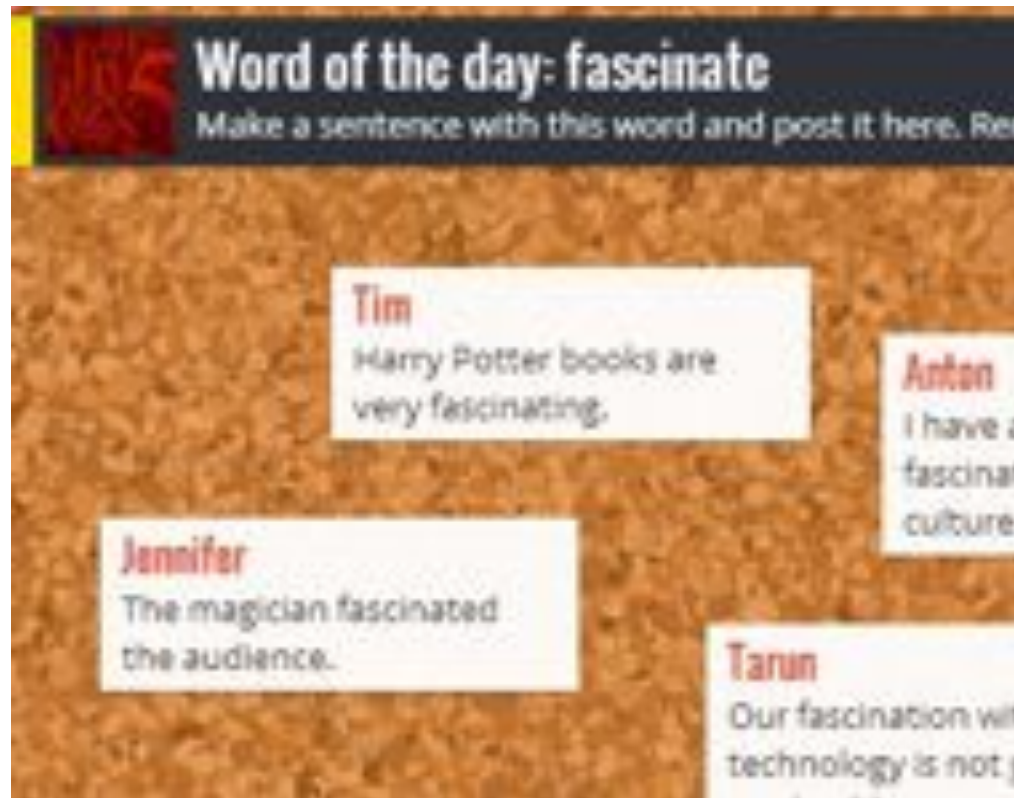 Word of the day: fascinate
Make a sentence with this word and post it here.
Tim
Harry Potter books are
very fascinating.
Anton
I have a
culture
Jennifer
The magician fascinated
the audience.
Tarun
Our fascination
technology is not